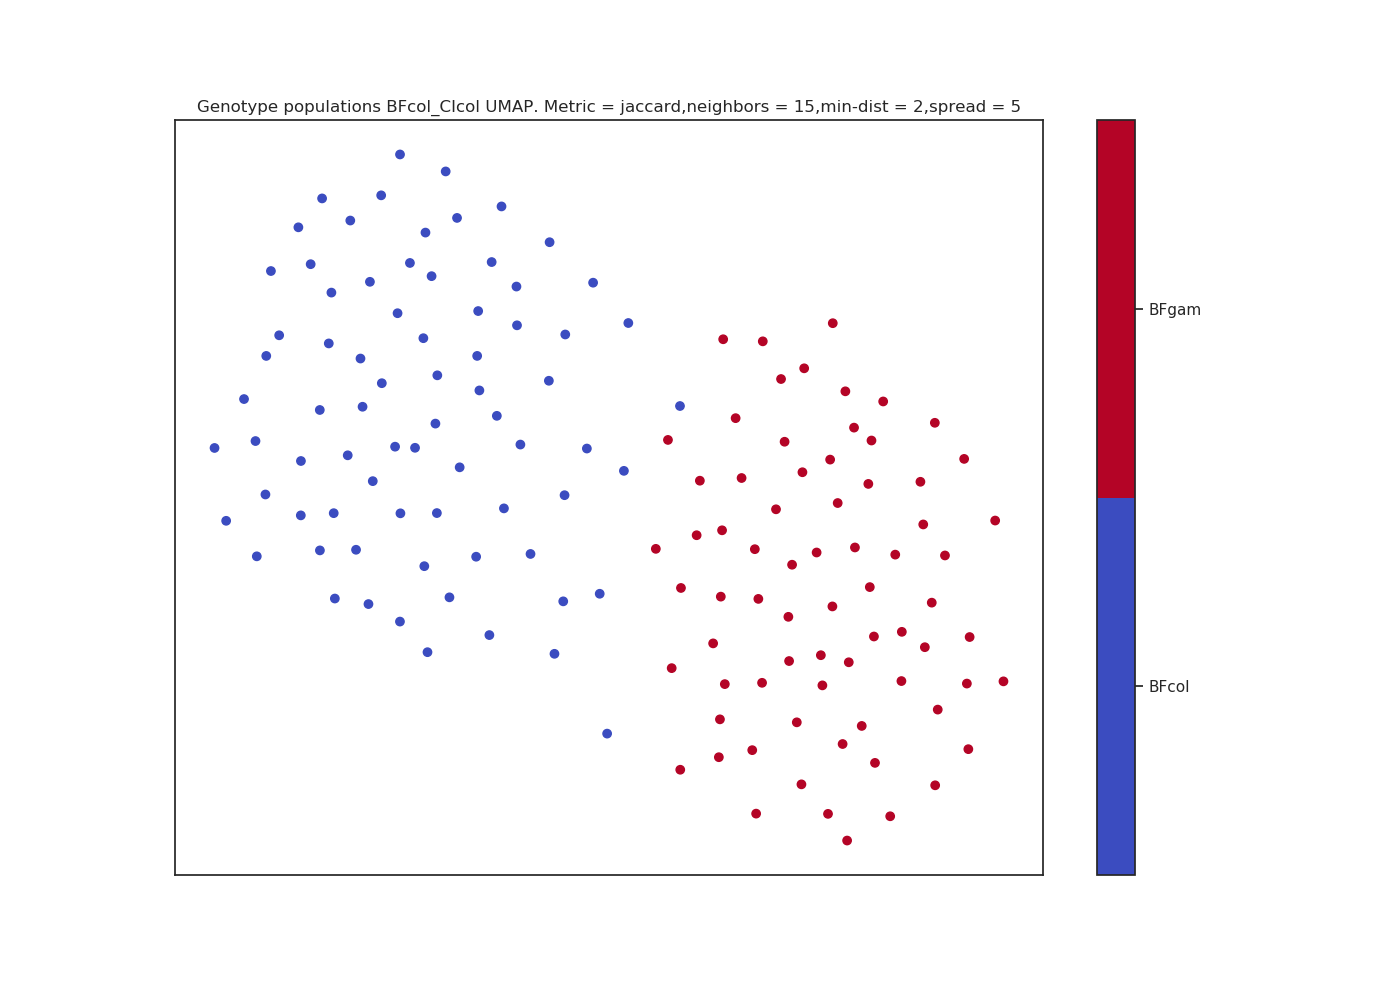 Genotype populations BFcol_CIcol UMAP. Metric = jaccard,neighbors = 15,min-dist = 2,spread = 5
BFgam
BFcol